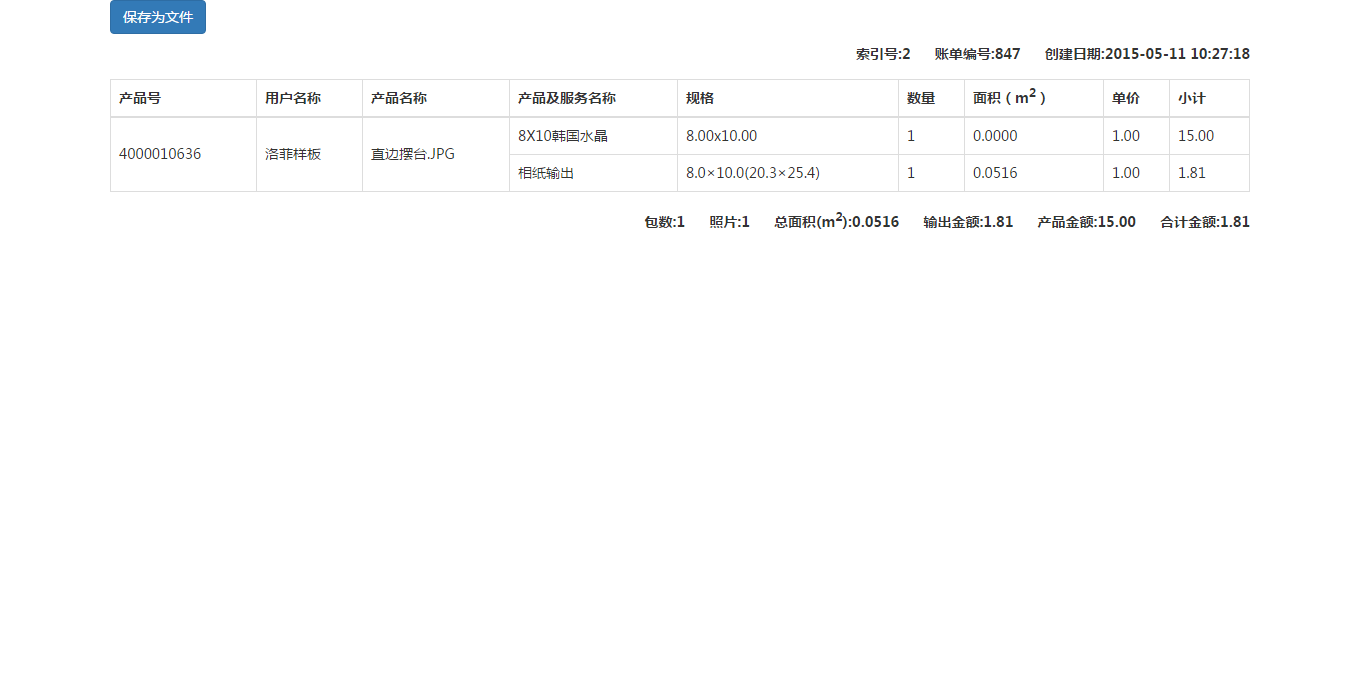 保存为文件
索引号:2 账单编号:847 创建日期:2015-05-11 10:27:18
产品号 用户名称 产品名称 产品及服务名称 规格 数量 面积（m²） 单价 小计
4000010636 洛菲样板 直边摆台.JPG 8X10韩国水晶 8.00x10.00 1 0.0000 1.00 15.00
相纸输出 8.0×10.0(20.3×25.4) 1 0.0516 1.00 1.81
包数:1 照片:1 总面积(m²):0.0516 输出金额:1.81 产品金额:15.00 合计金额:1.81